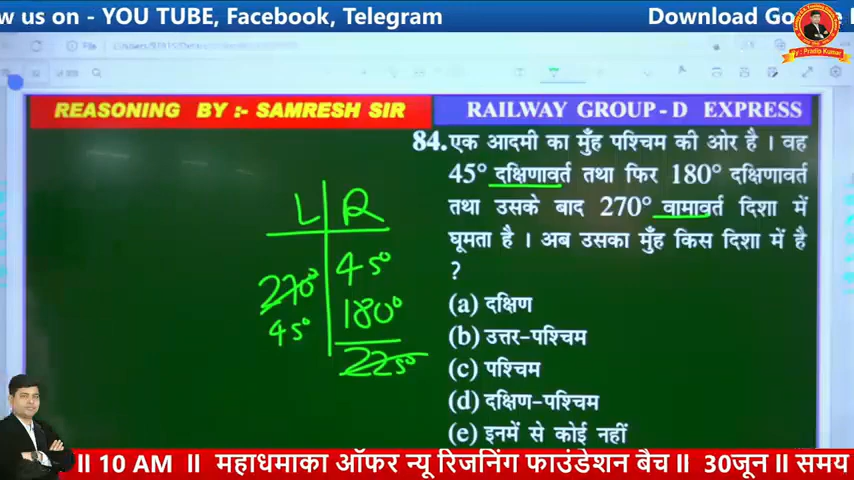 w us on - YOU TUBE, Facebook, Telegram
Download Go
By : Pradip Kumar
REASONING BY :- SAMRESH SIR
RAILWAY GROUP - D EXPRESS
84. एक आदमी का मुँह पश्चिम की ओर है । वह
45° दक्षिणावर्त तथा फिर 180° दक्षिणावर्त
तथा उसके बाद 270° वामावर्त दिशा में
घूमता है । अब उसका मुँह किस दिशा में है
?
(a) दक्षिण
(b) उत्तर-पश्चिम
(c) पश्चिम
(d) दक्षिण-पश्चिम
(e) इनमें से कोई नहीं
L R
270° 45°
45° 180°
225°
॥ 10 AM ॥ महाधमाका ऑफर न्यू रिजनिंग फाउंडेशन बैच ॥ 30जून ॥ समय